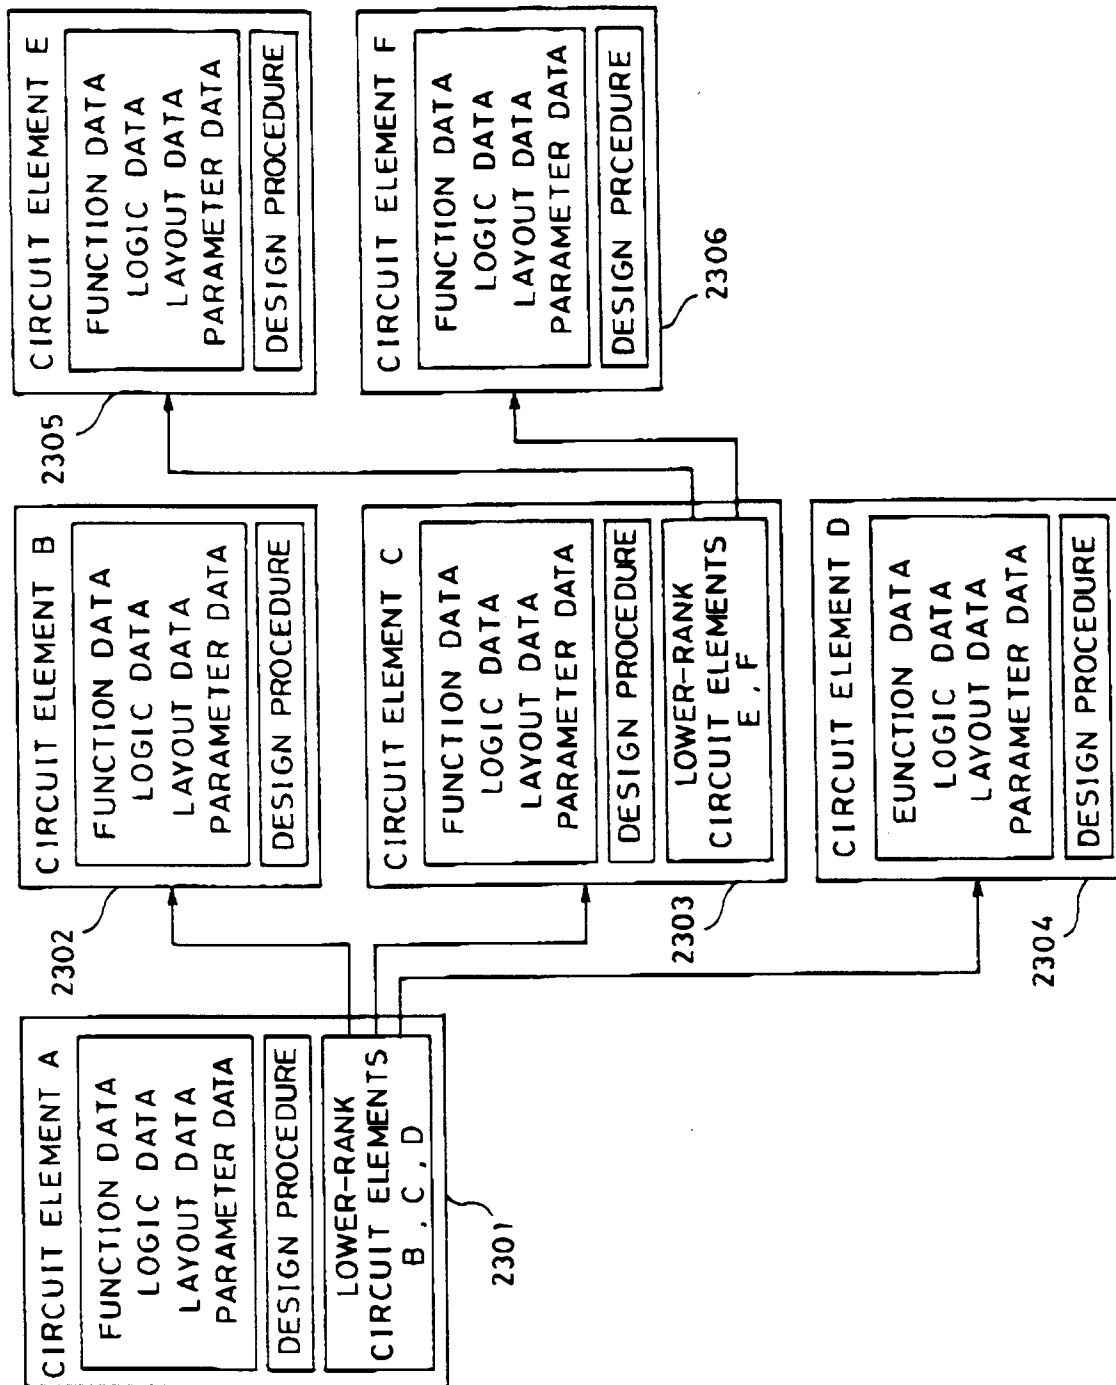 CIRCUIT ELEMENT A
FUNCTION DATA
LOGIC DATA
LAYOUT DATA
PARAMETER DATA
DESIGN PROCEDURE
LOWER-RANK
CIRCUIT ELEMENTS
B, C, D
2301
CIRCUIT ELEMENT B
FUNCTION DATA
LOGIC DATA
LAYOUT DATA
PARAMETER DATA
DESIGN PROCEDURE
2302
CIRCUIT ELEMENT C
FUNCTION DATA
LOGIC DATA
LAYOUT DATA
PARAMETER DATA
DESIGN PROCEDURE
LOWER-RANK
CIRCUIT ELEMENTS
E, F
2303
CIRCUIT ELEMENT D
EUNCTION DATA
LOGIC DATA
LAYOUT DATA
PARAMETER DATA
DESIGN PROCEDURE
2304
CIRCUIT ELEMENT E
FUNCTION DATA
LOGIC DATA
LAYOUT DATA
PARAMETER DATA
DESIGN PROCEDURE
2305
CIRCUIT ELEMENT F
FUNCTION DATA
LOGIC DATA
LAYOUT DATA
PARAMETER DATA
DESIGN PRCEDURE
2306